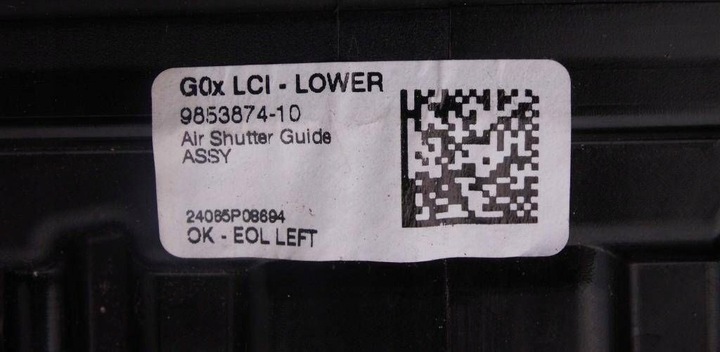 G0x LCI - LOWER
9853874-10
Air Shutter Guide
ASSY
24065P08694
OK - EOL LEFT